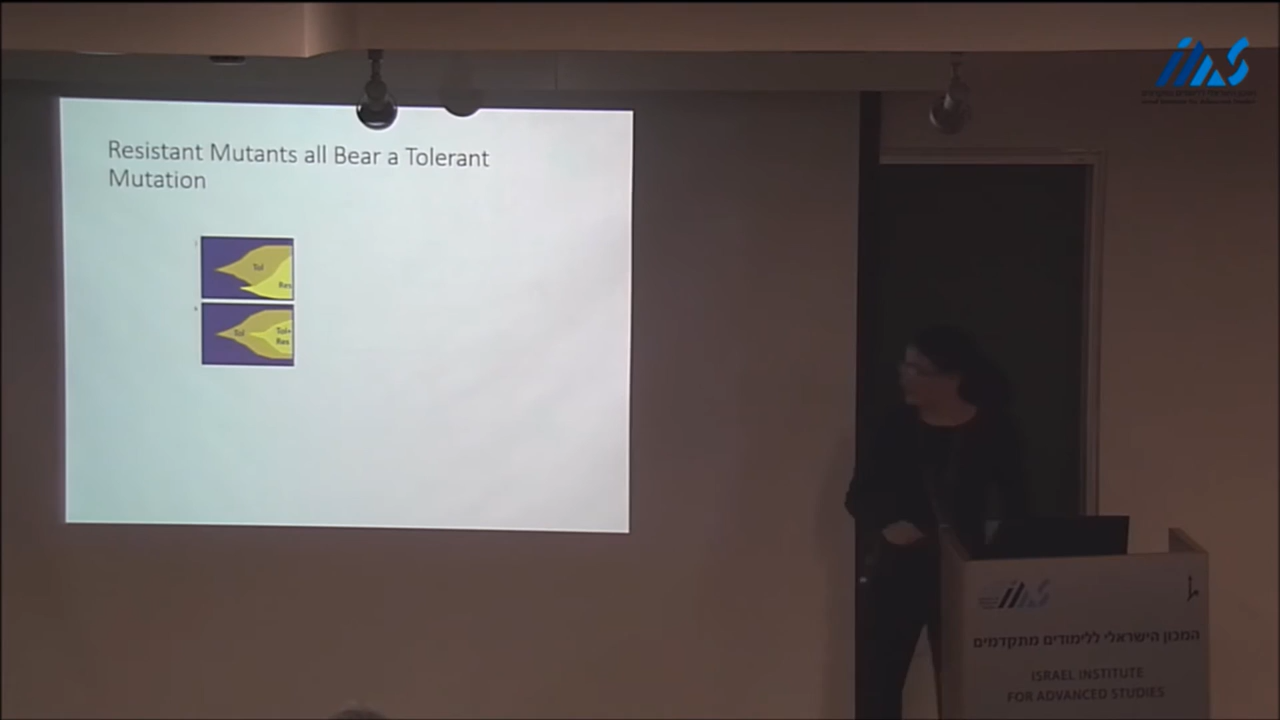 Resistant Mutants all Bear a Tolerant
Mutation
Tol
Res
Tol
Tol+
Res
המכון הישראלי ללימודים מתקדמים
ISRAEL INSTITUTE
FOR ADVANCED STUDIES